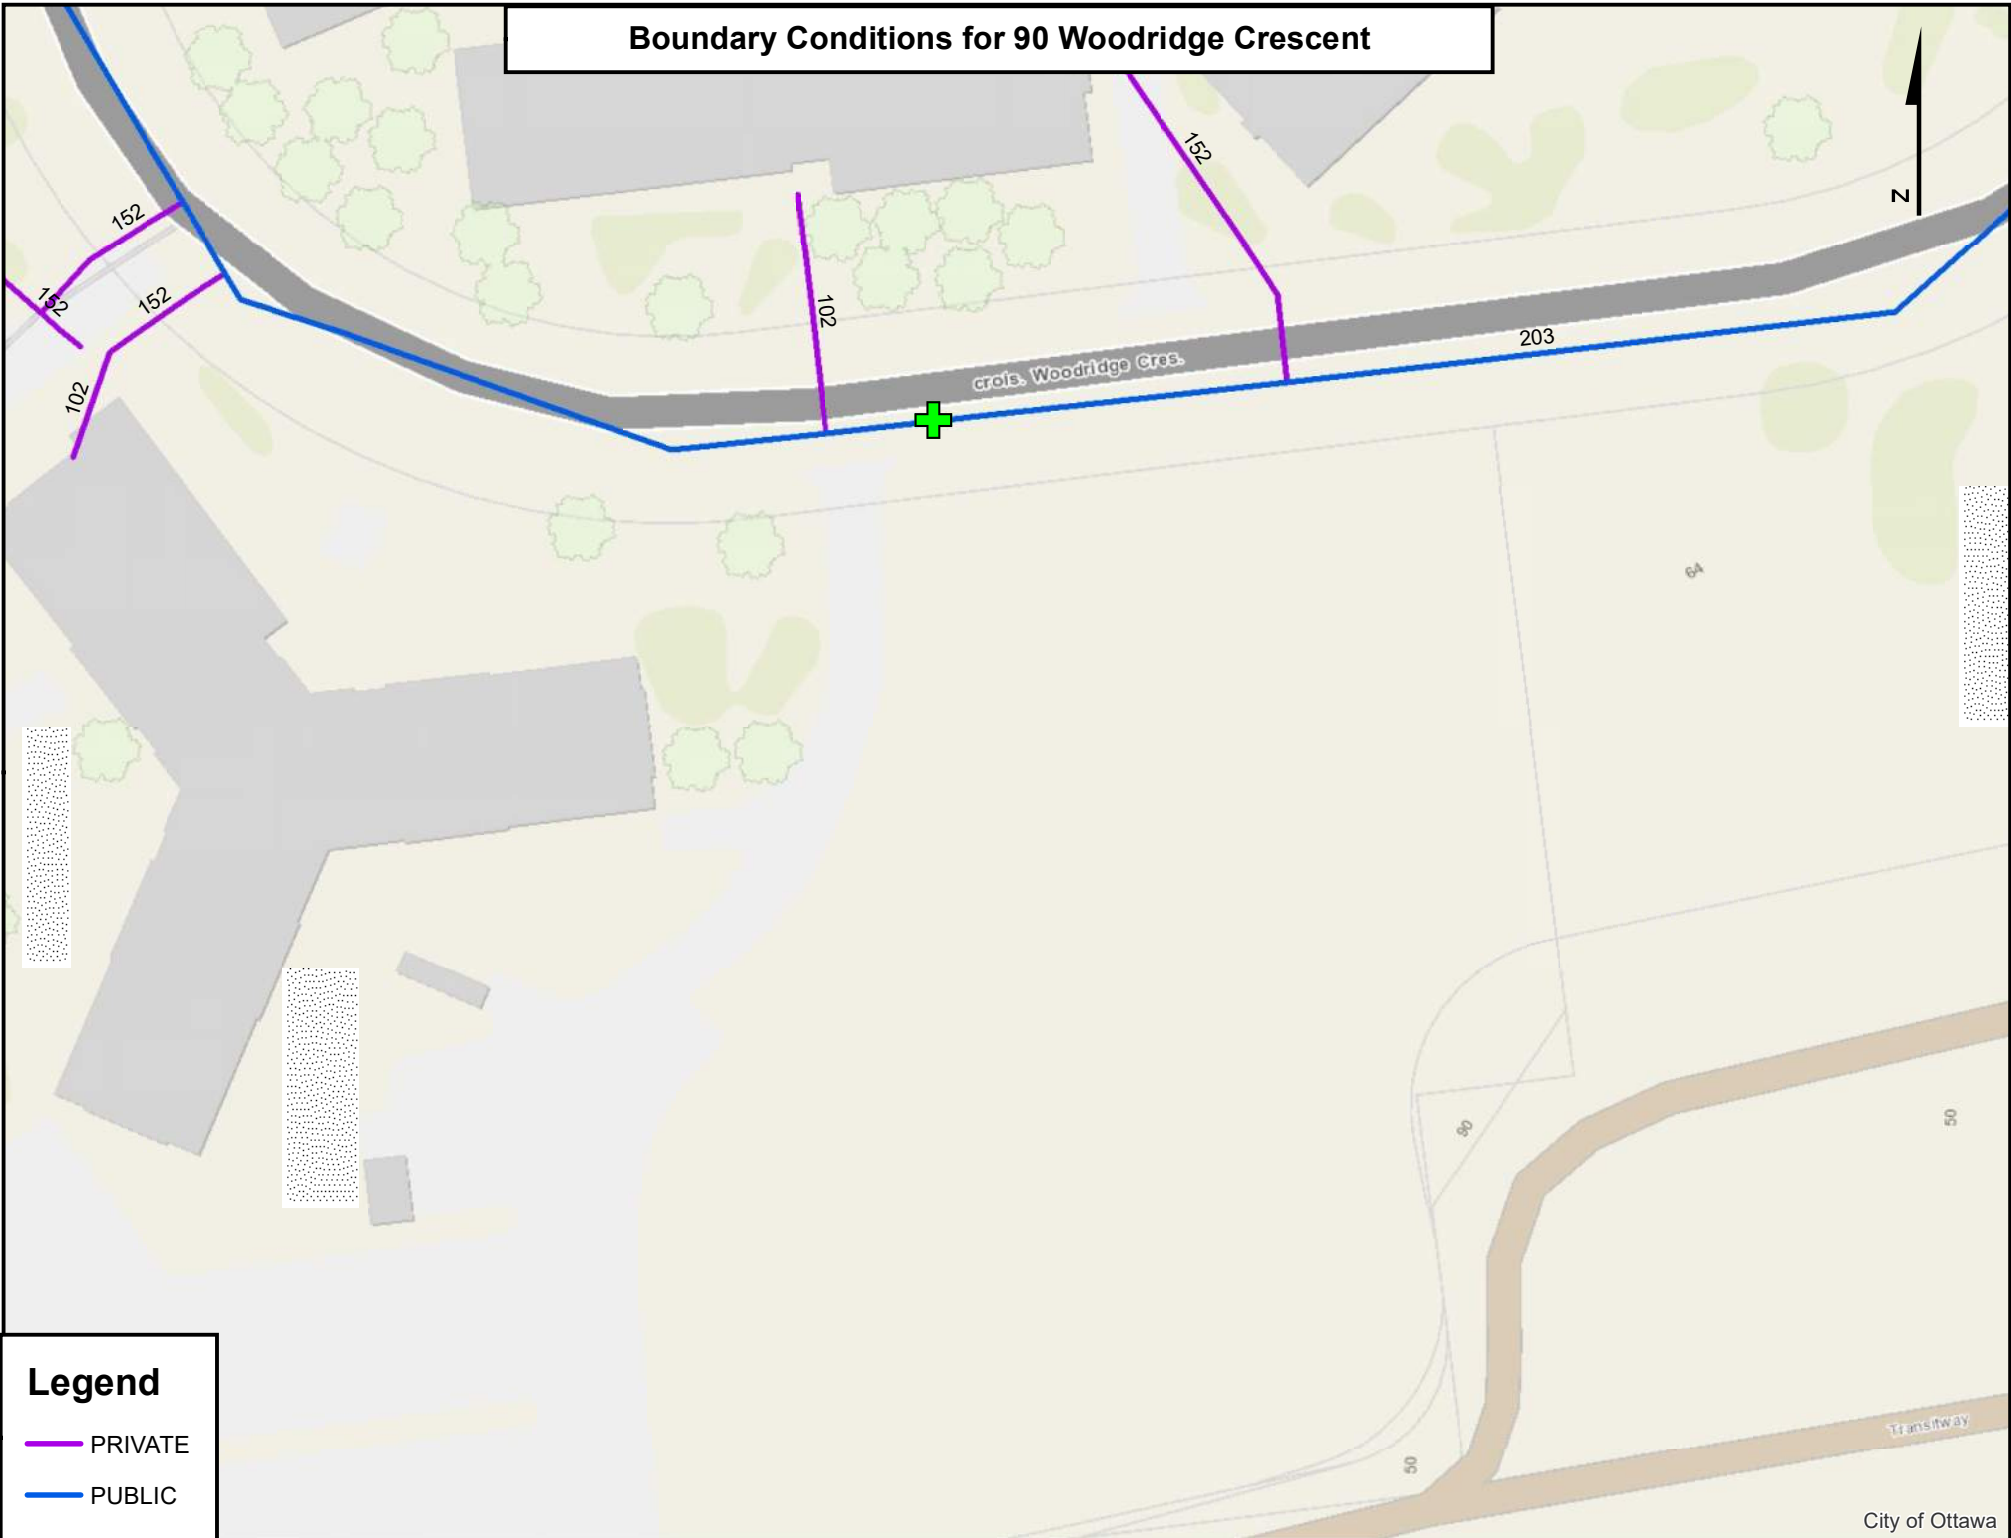 Boundary Conditions for 90 Woodridge Crescent
152
N
152
152
152
102
102
203
crois. Woodridge Cres.
64
90
50
Transitway
50
Legend
PRIVATE
PUBLIC
City of Ottawa